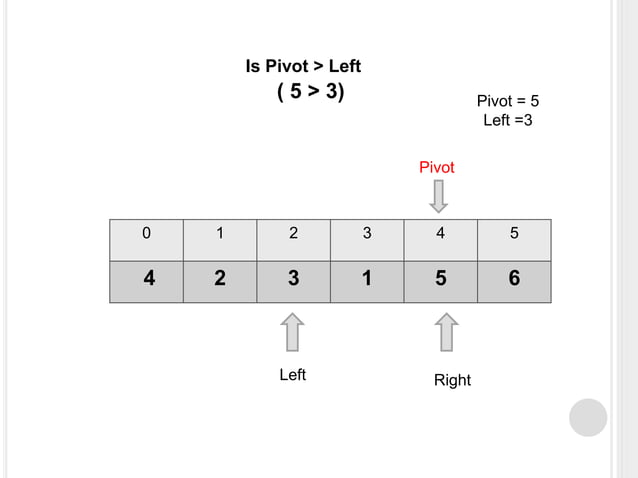 Is Pivot > Left
( 5 > 3)
Pivot = 5
Left =3
Pivot
0 1 2 3 4 5
4 2 3 1 5 6
Left
Right